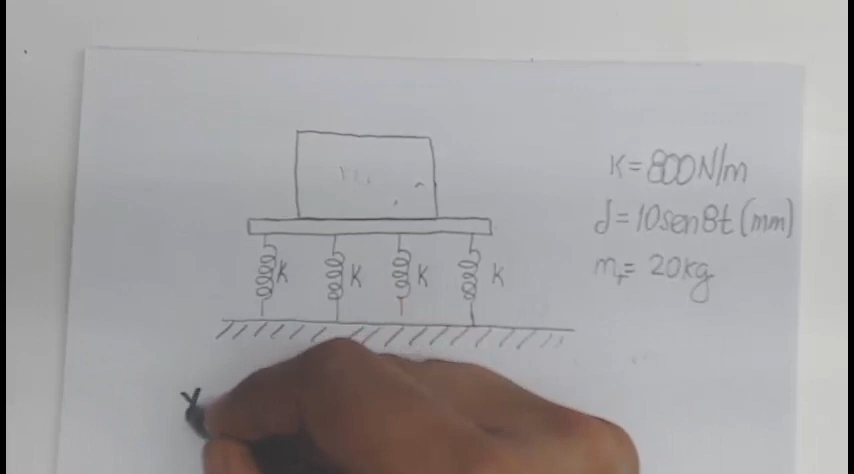 K=800N/m
d=10sen8t(mm)
mT=20kg
K K K K
Y